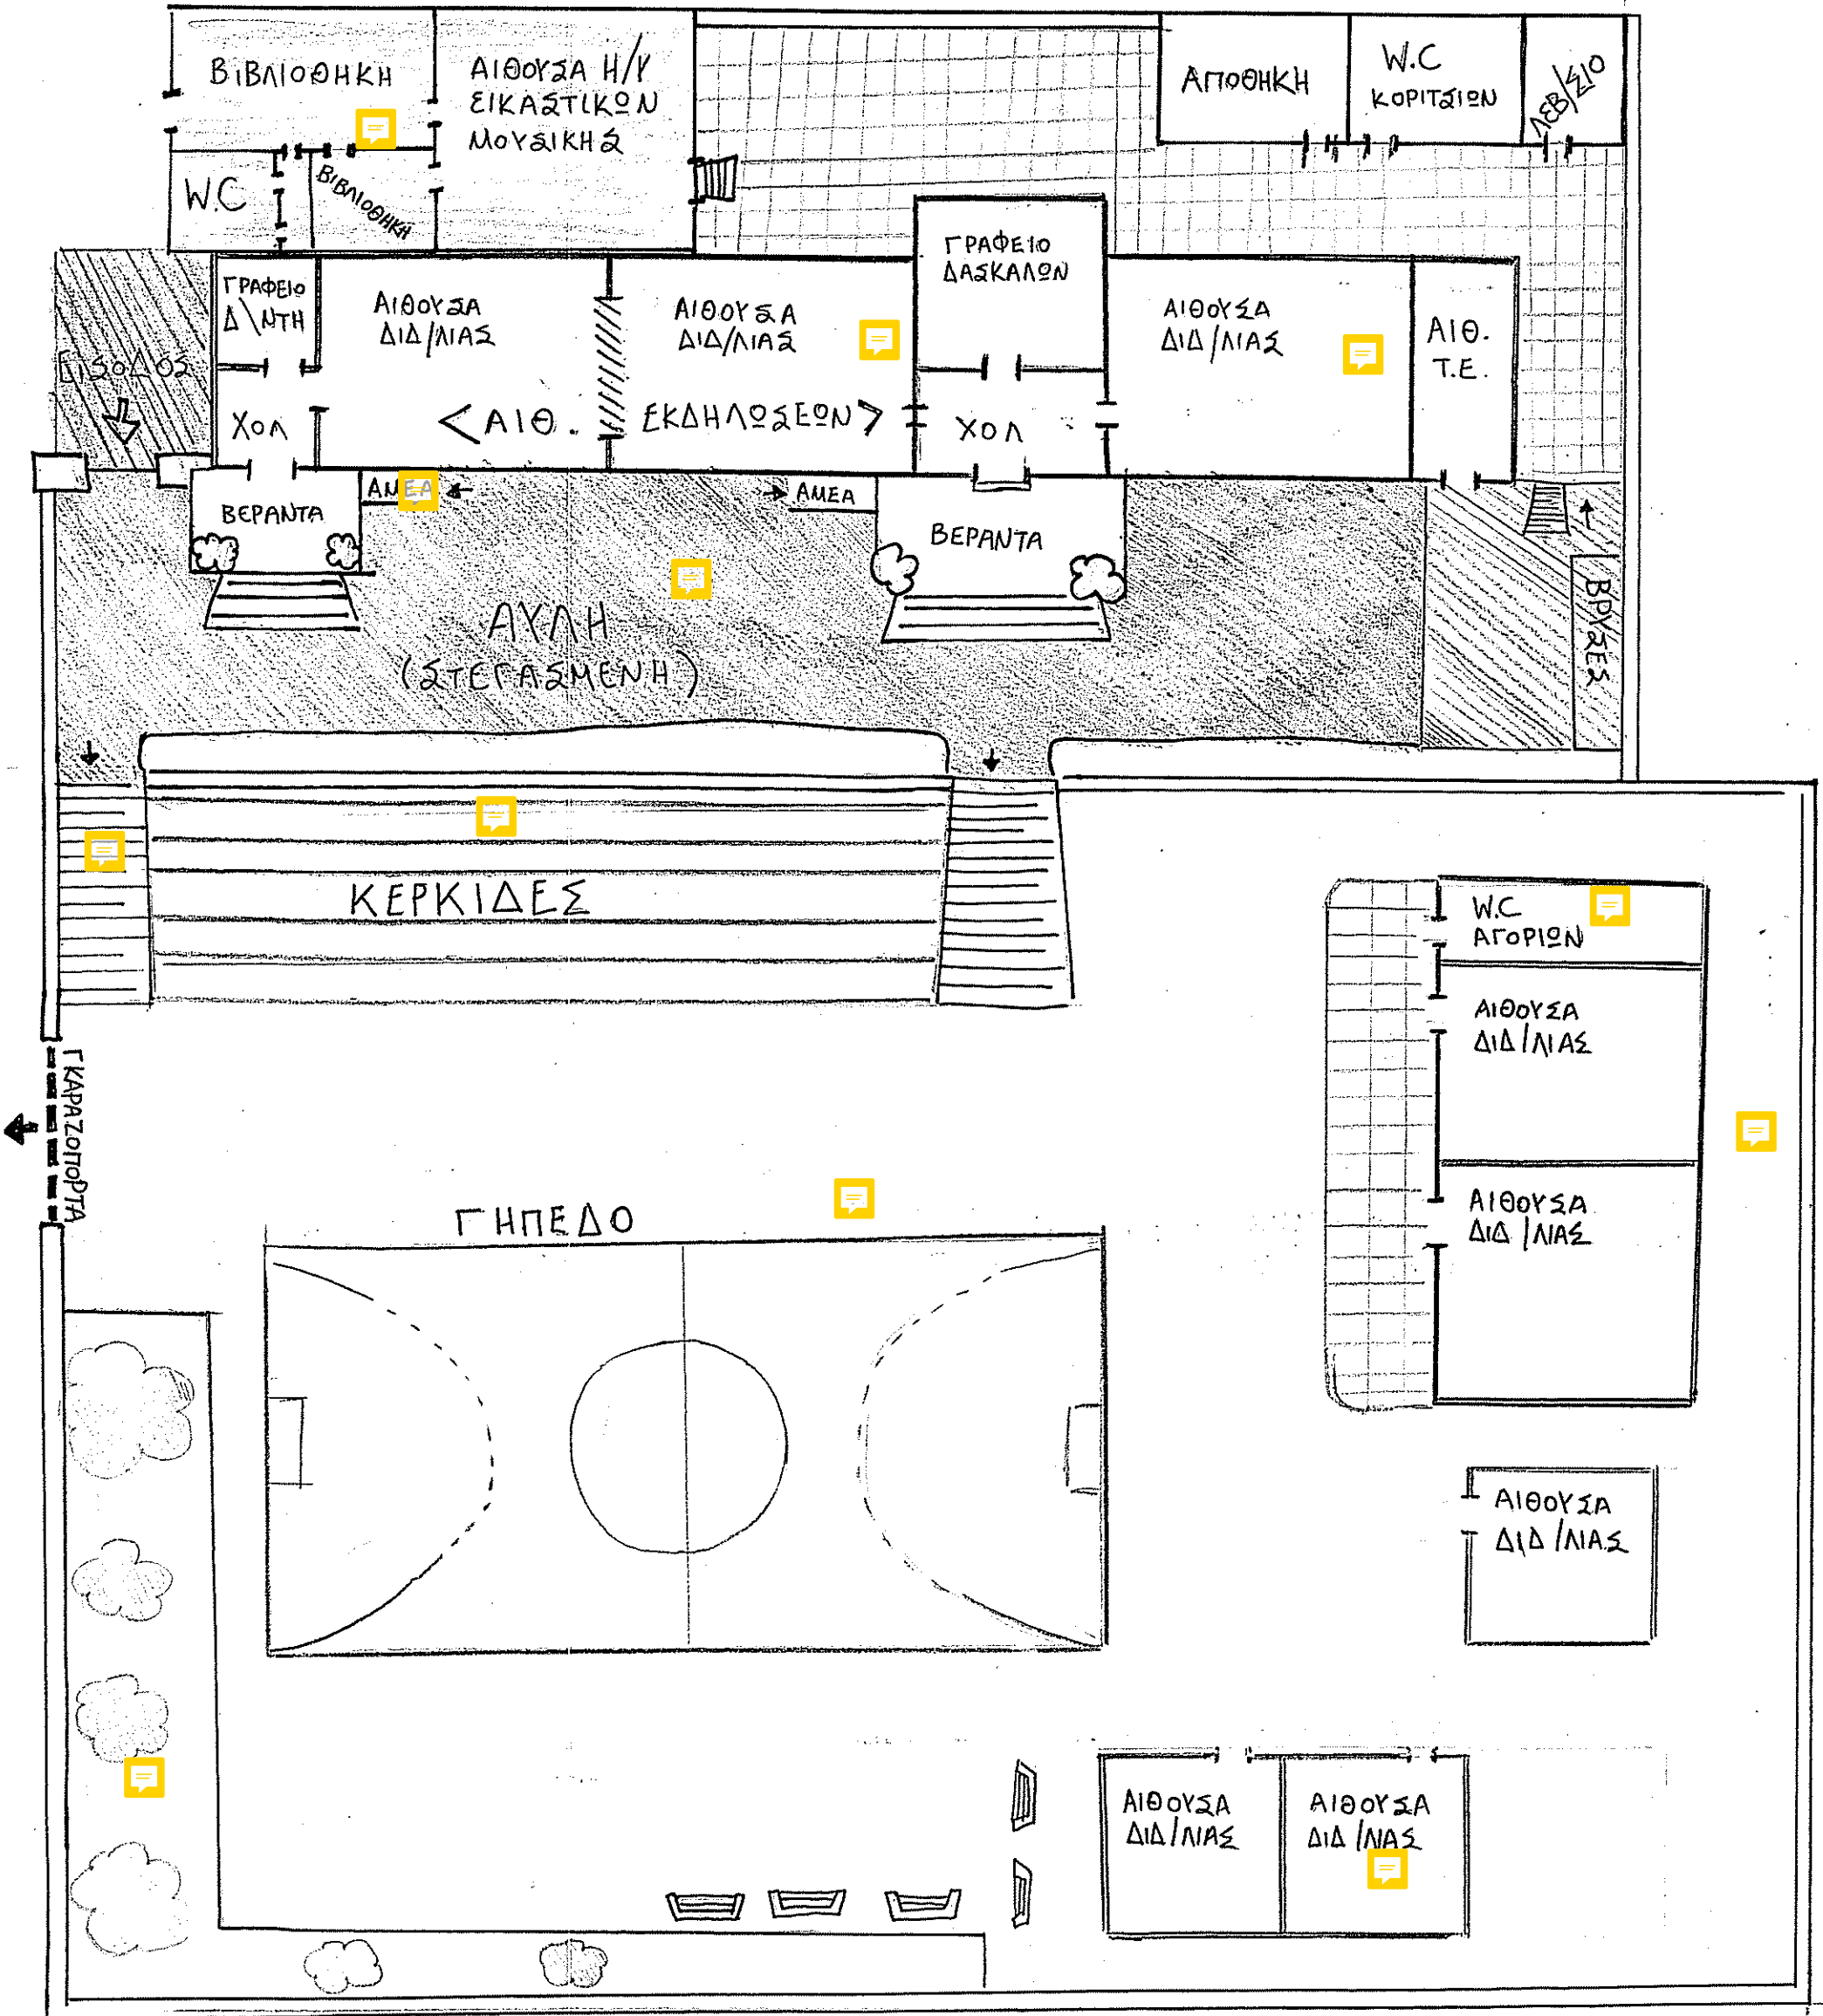 ΒΙΒΛΙΟΘΗΚΗ
ΑΙΘΟΥΣΑ Η/Υ
ΕΙΚΑΣΤΙΚΩΝ
ΜΟΥΣΙΚΗΣ
ΑΠΟΘΗΚΗ
W.C
ΚΟΡΙΤΣΙΩΝ
ΛΕΒ/ΣΙΟ
W.C
ΒΙΒΛΙΟΘΗΚΗ
ΓΡΑΦΕΙΟ
Δ\ΝΤΗ
ΑΙΘΟΥΣΑ
ΔΙΔ/ΛΙΑΣ
ΑΙΘΟΥΣΑ
ΔΙΔ/ΛΙΑΣ
ΓΡΑΦΕΙΟ
ΔΑΣΚΑΛΩΝ
ΑΙΘΟΥΣΑ
ΔΙΔ/ΛΙΑΣ
ΑΙΘ.
Τ.Ε.
ΕΙΣΟΔΟΣ
ΧΟΛ
<ΑΙΘ. ΕΚΔΗΛΩΣΕΩΝ>
ΧΟΛ
ΑΜΕΑ
ΑΜΕΑ
ΒΕΡΑΝΤΑ
ΒΕΡΑΝΤΑ
ΒΡΥΣΕΣ
ΑΥΛΗ
(ΣΤΕΓΑΣΜΕΝΗ)
ΚΕΡΚΙΔΕΣ
W.C
ΑΓΟΡΙΩΝ
ΑΙΘΟΥΣΑ
ΔΙΔ/ΛΙΑΣ
ΓΚΑΡΑΖΟΠΟΡΤΑ
ΑΙΘΟΥΣΑ
ΔΙΔ/ΛΙΑΣ
ΓΗΠΕΔΟ
ΑΙΘΟΥΣΑ
ΔΙΔ/ΛΙΑΣ
ΑΙΘΟΥΣΑ
ΔΙΔ/ΛΙΑΣ
ΑΙΘΟΥΣΑ
ΔΙΔ/ΛΙΑΣ